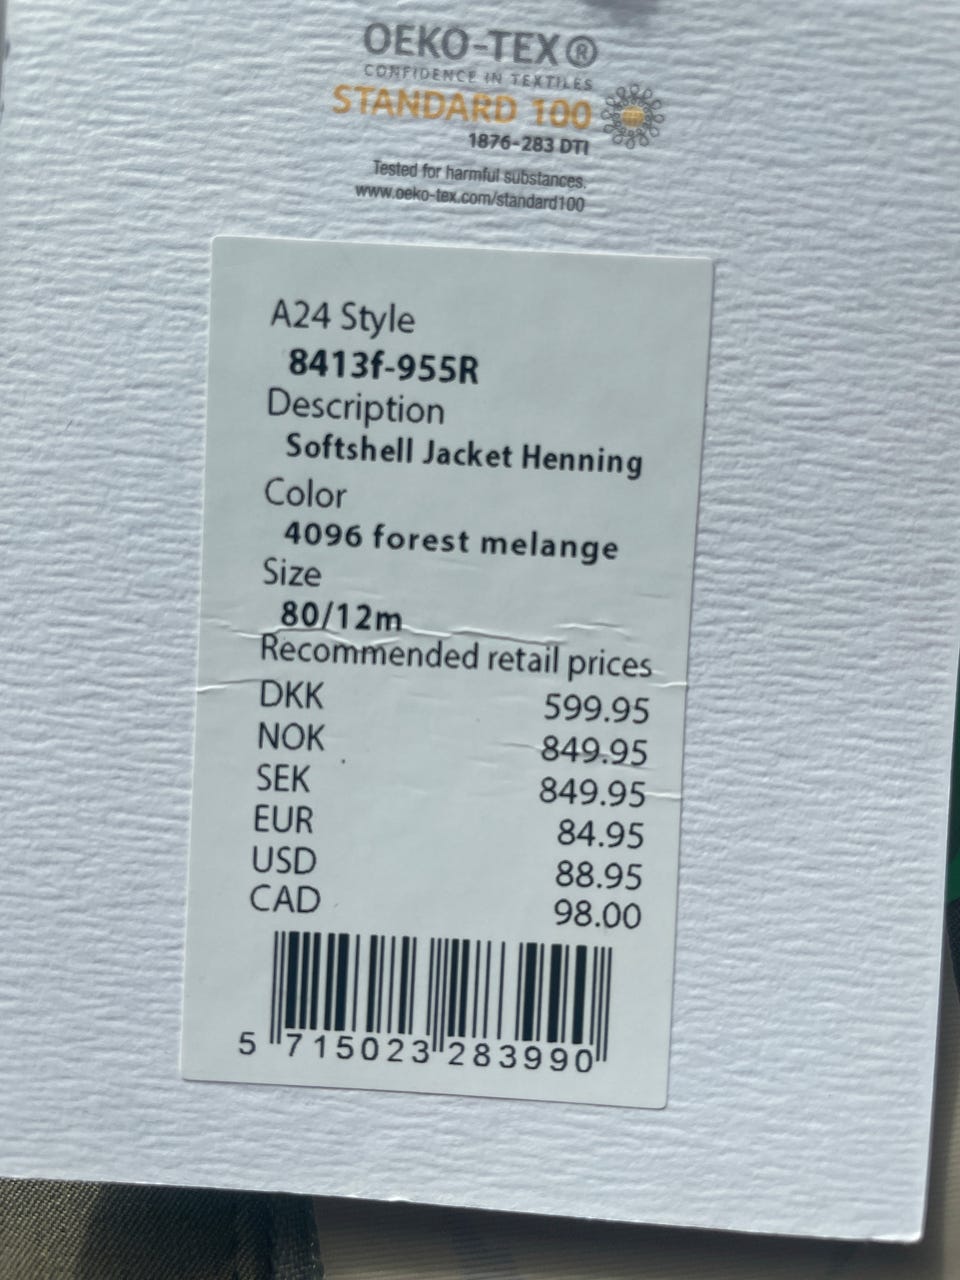 OEKO-TEX®
CONFIDENCE IN TEXTILES
STANDARD 100
1876-283 DTI
Tested for harmful substances.
www.oeko-tex.com/standard100
A24 Style
8413f-955R
Description
Softshell Jacket Henning
Color
4096 forest melange
Size
80/12m
Recommended retail prices
DKK 599.95
NOK 849.95
SEK 849.95
EUR 84.95
USD 88.95
CAD 98.00
5 715023 283990